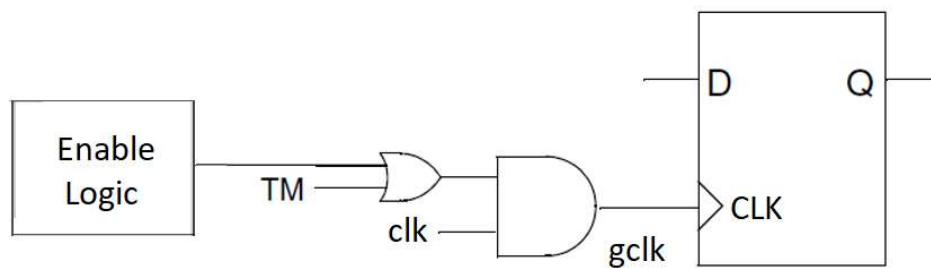 Enable
Logic
TM
clk
gclk
D
Q
CLK